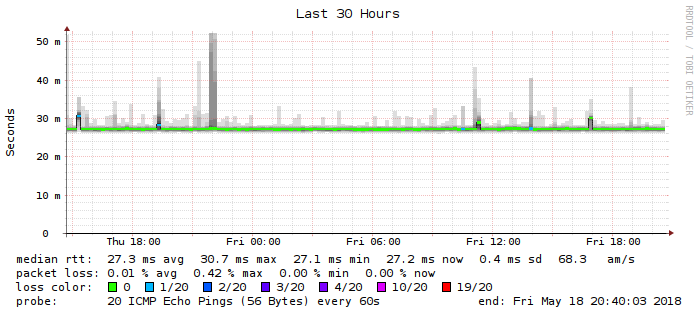 Last 30 Hours
RRDTOOL / TOBI OETIKER
Seconds
50 m
40 m
30 m
20 m
10 m
0
Thu 18:00 Fri 00:00 Fri 06:00 Fri 12:00 Fri 18:00
median rtt: 27.3 ms avg 30.7 ms max 27.1 ms min 27.2 ms now 0.4 ms sd 68.3 am/s
packet loss: 0.01 % avg 0.42 % max 0.00 % min 0.00 % now
loss color: 0 1/20 2/20 3/20 4/20 10/20 19/20
probe: 20 ICMP Echo Pings (56 Bytes) every 60s end: Fri May 18 20:40:03 2018